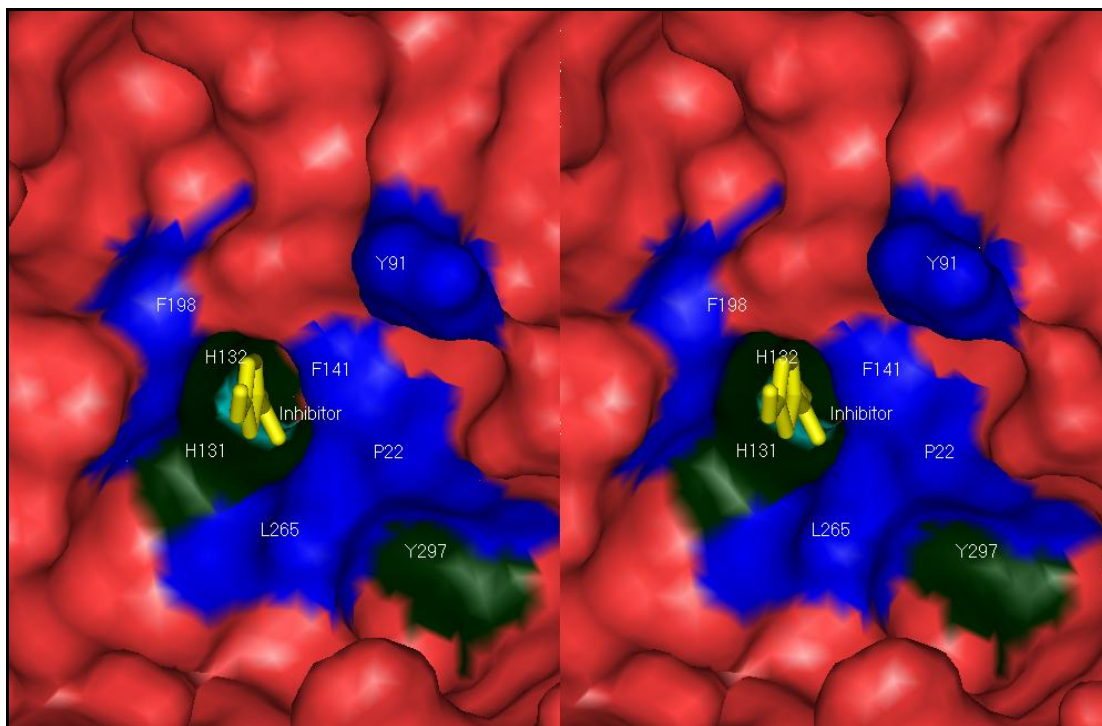 Y91
F198
H132
F141
Inhibitor
H131
P22
L265
Y297
Y91
F198
H132
F141
Inhibitor
H131
P22
L265
Y297